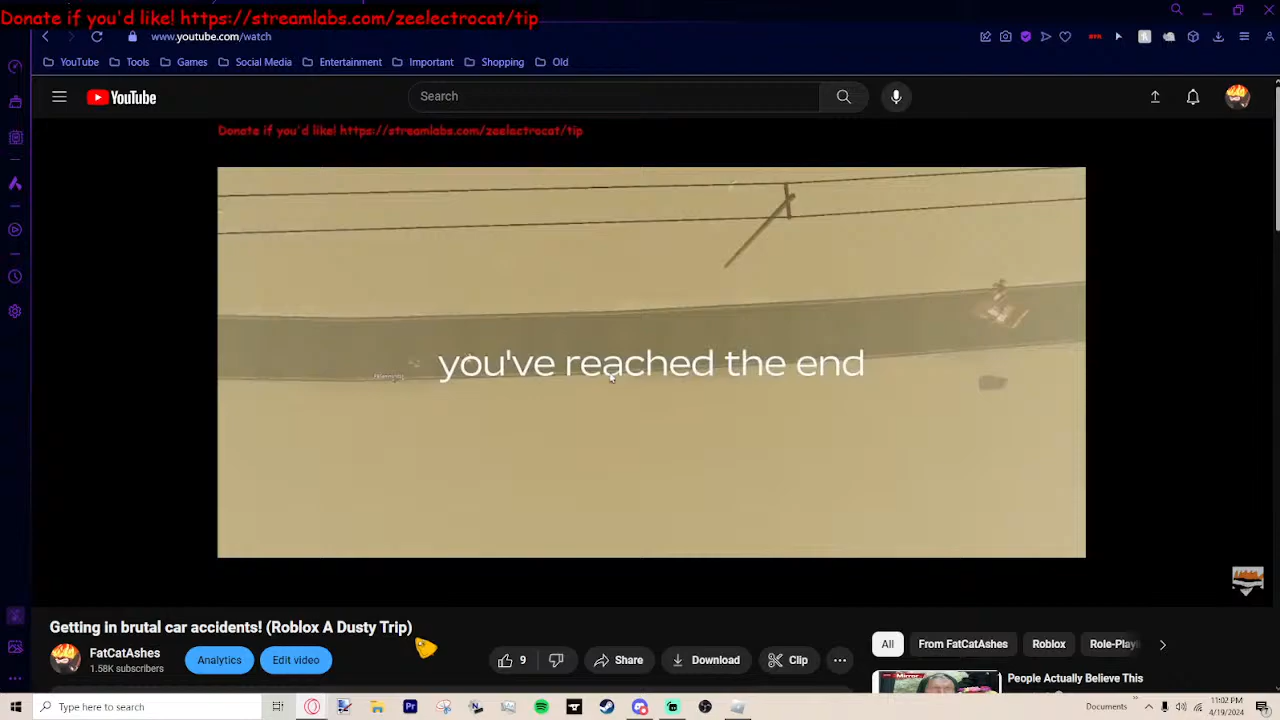 Donate if you'd like! https://streamlabs.com/zeelectrocat/tip
www.youtube.com/watch
YouTube Tools Games Social Media Entertainment Important Shopping Old
YouTube
Search
Donate if you'd like! https://streamlabs.com/zeelectrocat/tip
you've reached the end
Getting in brutal car accidents! (Roblox A Dusty Trip)
FatCatAshes
1.58K subscribers
Analytics
Edit video
9
Share
Download
Clip
All
From FatCatAshes
Roblox
Mirror
People Actually Believe This
Type here to search
Documents
11:02 PM
4/19/2024